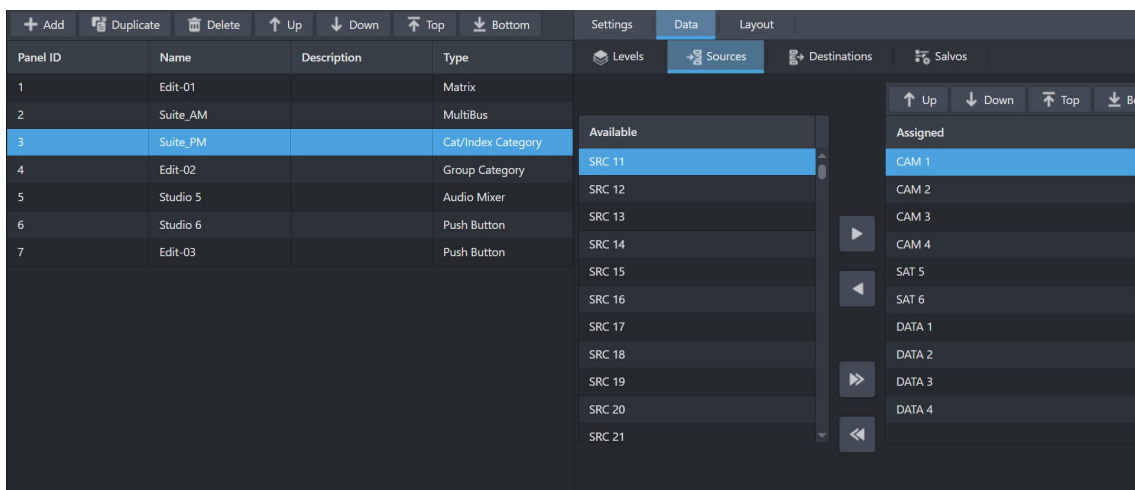 Add Duplicate Delete Up Down Top Bottom
Panel ID Name Description Type
1 Edit-01 Matrix
2 Suite_AM MultiBus
3 Suite_PM Cat/Index Category
4 Edit-02 Group Category
5 Studio 5 Audio Mixer
6 Studio 6 Push Button
7 Edit-03 Push Button
Settings Data Layout
Levels Sources Destinations Salvos
Up Down Top
Available
SRC 11
SRC 12
SRC 13
SRC 14
SRC 15
SRC 16
SRC 17
SRC 18
SRC 19
SRC 20
SRC 21
Assigned
CAM 1
CAM 2
CAM 3
CAM 4
SAT 5
SAT 6
DATA 1
DATA 2
DATA 3
DATA 4